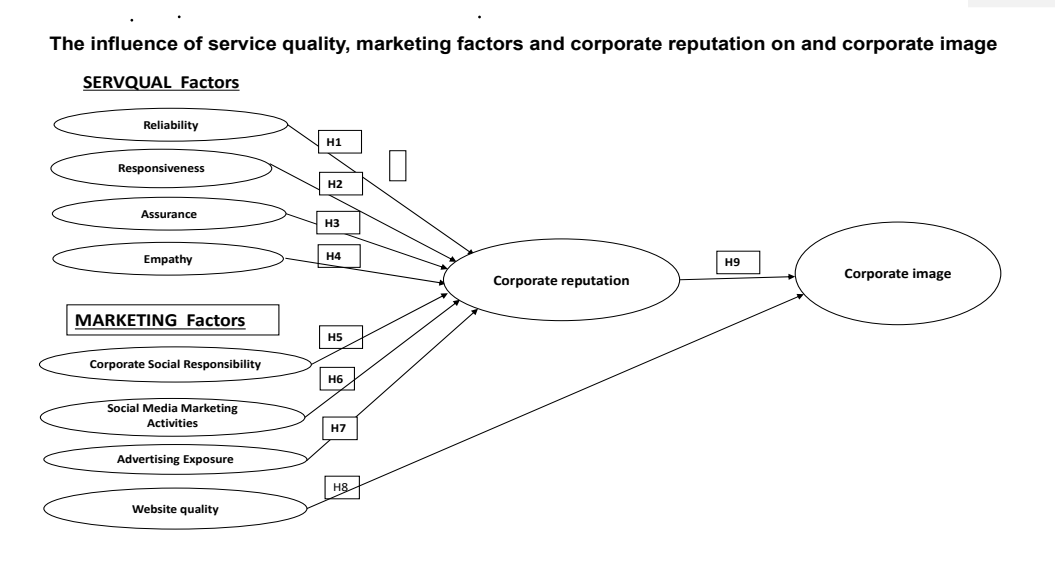 The influence of service quality, marketing factors and corporate reputation on and corporate image
SERVQUAL Factors
Reliability
H1
Responsiveness
H2
Assurance
H3
Empathy
H4
Corporate reputation
H9
Corporate image
MARKETING Factors
H5
Corporate Social Responsibility
H6
Social Media Marketing
Activities
H7
Advertising Exposure
H8
Website quality